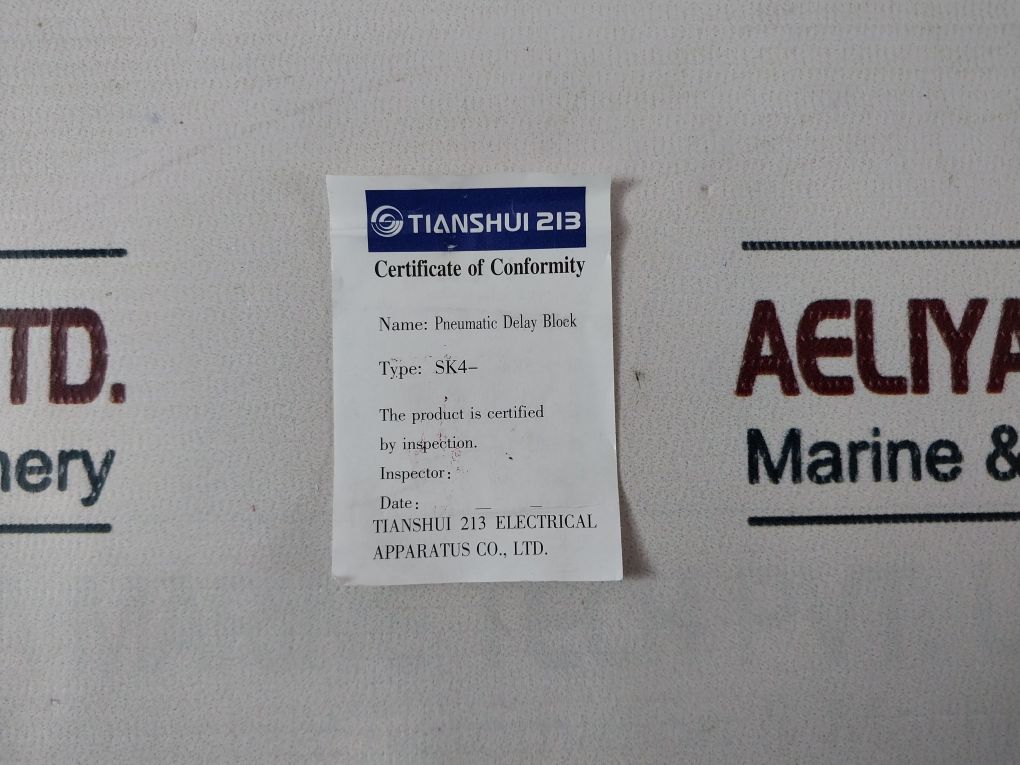 TIANSHUI 213
Certificate of Conformity
Name: Pneumatic Delay Bloek
Type: SK4-
The product is certified
by inspection.
Inspector:
Date: — —
TIANSHUI 213 ELECTRICAL
APPARATUS CO., LTD.
TD.
nery
AELIYA
Marine &